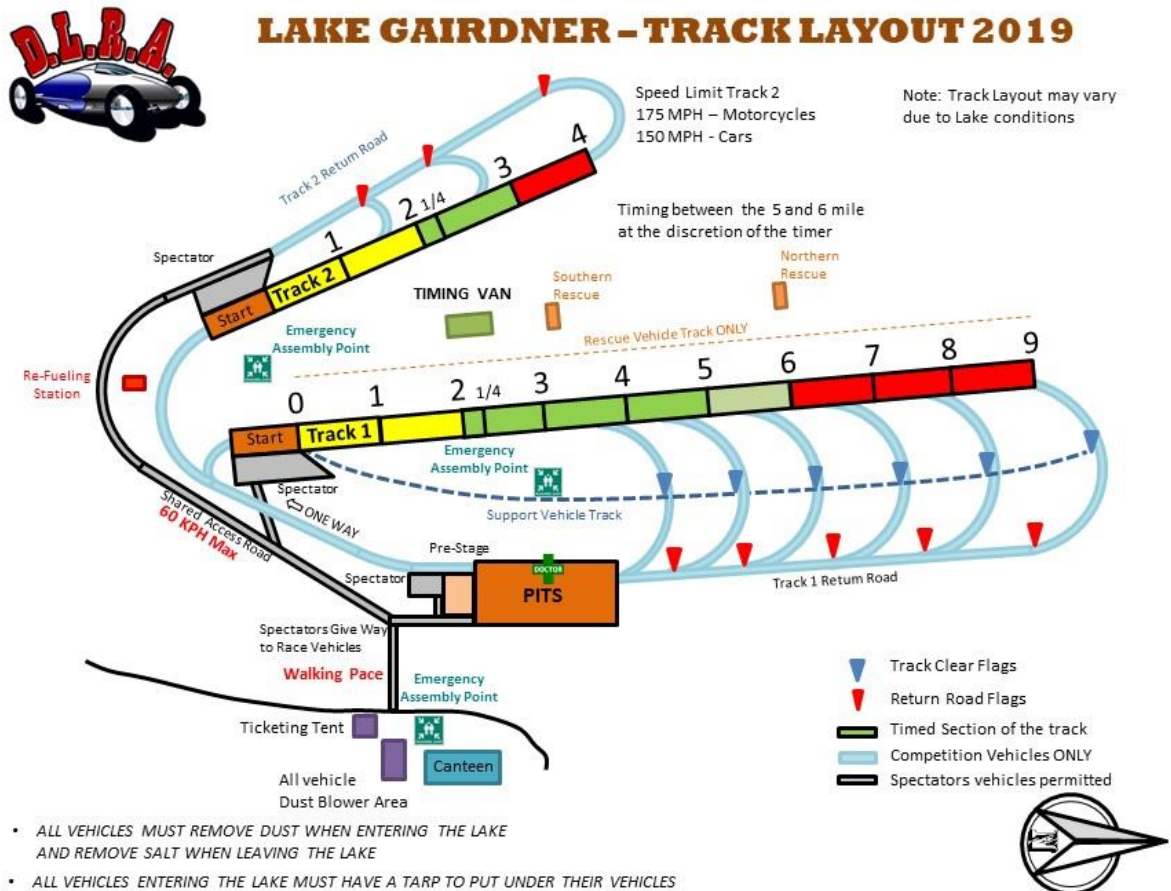 D.L.R.A.
LAKE GAIRDNER – TRACK LAYOUT 2019
Speed Limit Track 2
175 MPH – Motorcycles
150 MPH - Cars
Note: Track Layout may vary
due to Lake conditions
Track 2 Return Road
1
2
1/4
3
4
Timing between the 5 and 6 mile
at the discretion of the timer
Spectator
Start
Track 2
TIMING VAN
Southern
Rescue
Northern
Rescue
Emergency
Assembly Point
Rescue Vehicle Track ONLY
Re-Fueling
Station
0
1
2
1/4
3
4
5
6
7
8
9
Start
Track 1
Emergency
Assembly Point
Spectator
Support Vehicle Track
ONE WAY
Shared Access Road
60 KPH Max
Pre-Stage
Spectator
DOCTOR
PITS
Track 1 Return Road
Spectators Give Way
to Race Vehicles
Walking Pace
Emergency
Assembly Point
Ticketing Tent
Canteen
All vehicle
Dust Blower Area
Track Clear Flags
Return Road Flags
Timed Section of the track
Competition Vehicles ONLY
Spectators vehicles permitted
N
• ALL VEHICLES MUST REMOVE DUST WHEN ENTERING THE LAKE
AND REMOVE SALT WHEN LEAVING THE LAKE
• ALL VEHICLES ENTERING THE LAKE MUST HAVE A TARP TO PUT UNDER THEIR VEHICLES